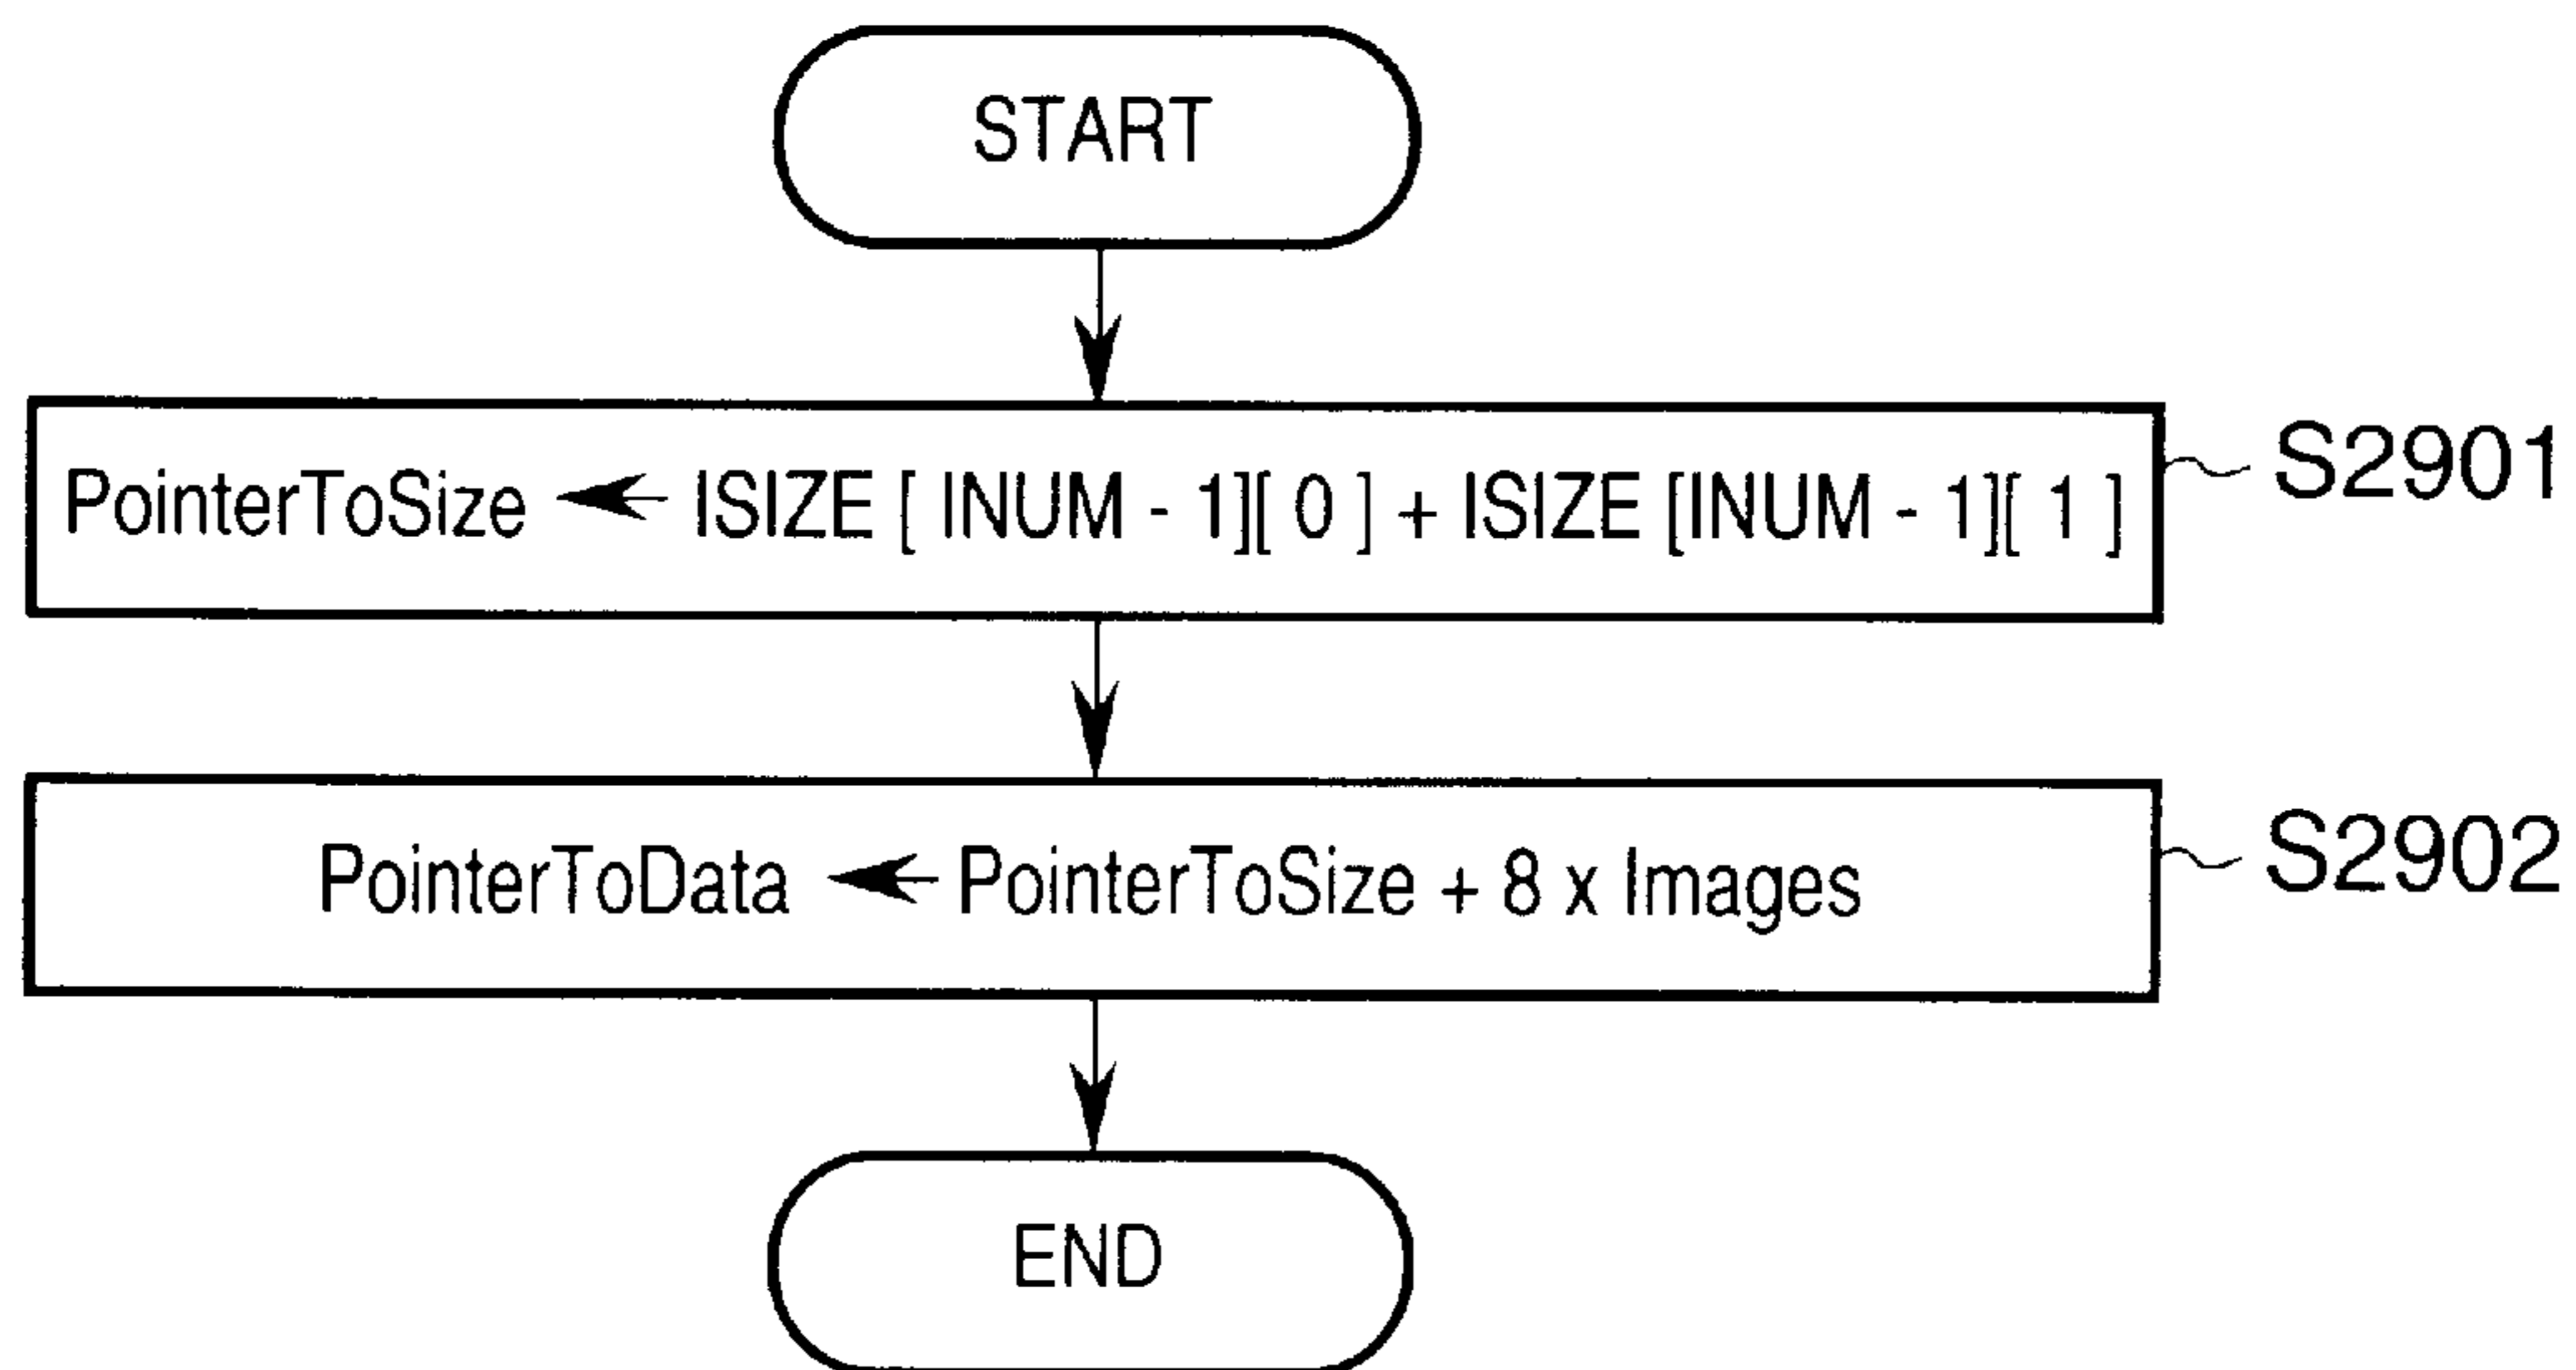 START
PointerToSize ← ISIZE [ INUM - 1][ 0 ] + ISIZE [INUM - 1][ 1 ]
S2901
PointerToData ← PointerToSize + 8 x Images
S2902
END